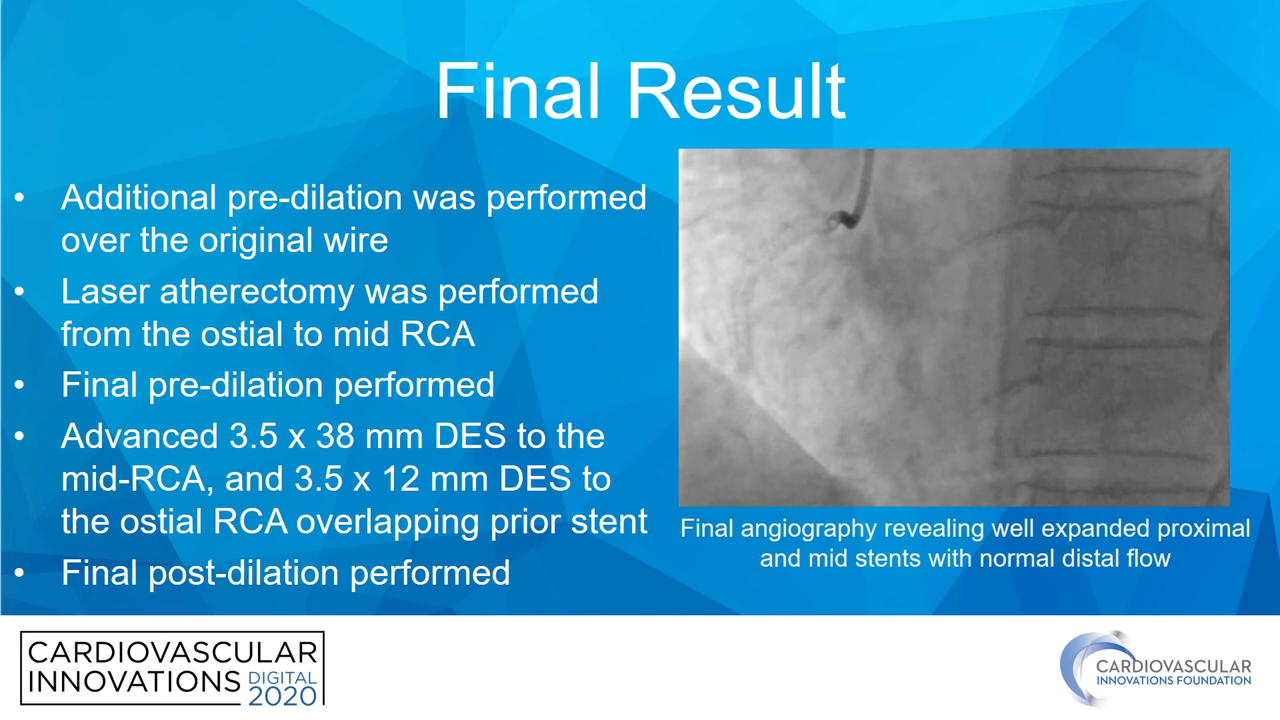 Final Result
• Additional pre-dilation was performed
over the original wire
• Laser atherectomy was performed
from the ostial to mid RCA
• Final pre-dilation performed
• Advanced 3.5 x 38 mm DES to the
mid-RCA, and 3.5 x 12 mm DES to
the ostial RCA overlapping prior stent
• Final post-dilation performed
Final angiography revealing well expanded proximal
and mid stents with normal distal flow
CARDIOVASCULAR
INNOVATIONS DIGITAL
2020
CARDIOVASCULAR
INNOVATIONS FOUNDATION